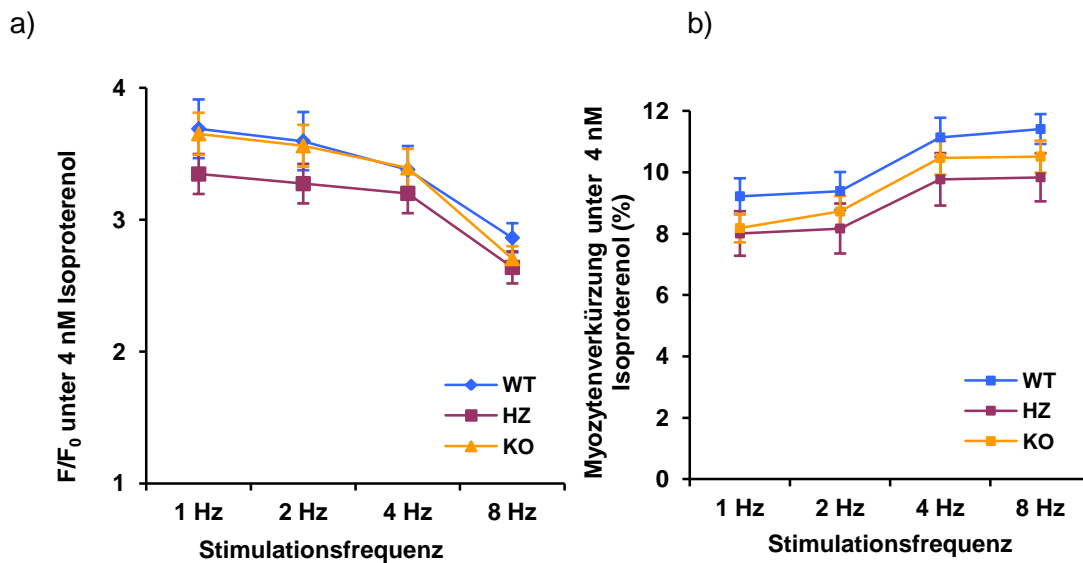 a)
b)
F/F0 unter 4 nM Isoproterenol
4
3
2
1
WT
HZ
KO
1 Hz
2 Hz
4 Hz
8 Hz
Stimulationsfrequenz
Myozytenverkürzung unter 4 nM
Isoproterenol (%)
12
10
8
6
4
2
0
WT
HZ
KO
1 Hz
2 Hz
4 Hz
8 Hz
Stimulationsfrequenz